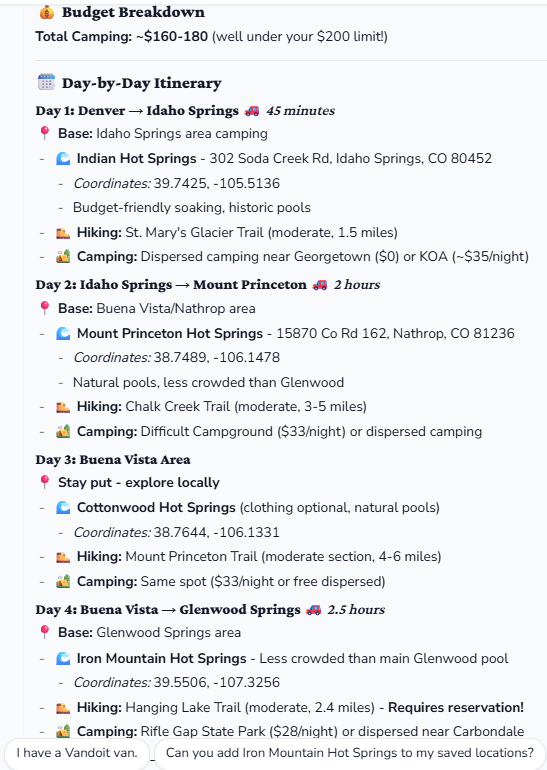 💰 Budget Breakdown
Total Camping: ~$160-180 (well under your $200 limit!)
🗓️ Day-by-Day Itinerary
Day 1: Denver → Idaho Springs 🚗 45 minutes
📍 Base: Idaho Springs area camping
- 🌊 Indian Hot Springs - 302 Soda Creek Rd, Idaho Springs, CO 80452
- Coordinates: 39.7425, -105.5136
- Budget-friendly soaking, historic pools
- 🥾 Hiking: St. Mary's Glacier Trail (moderate, 1.5 miles)
- 🏕️ Camping: Dispersed camping near Georgetown ($0) or KOA (~$35/night)
Day 2: Idaho Springs → Mount Princeton 🚗 2 hours
📍 Base: Buena Vista/Nathrop area
- 🌊 Mount Princeton Hot Springs - 15870 Co Rd 162, Nathrop, CO 81236
- Coordinates: 38.7489, -106.1478
- Natural pools, less crowded than Glenwood
- 🥾 Hiking: Chalk Creek Trail (moderate, 3-5 miles)
- 🏕️ Camping: Difficult Campground ($33/night) or dispersed camping
Day 3: Buena Vista Area
📍 Stay put - explore locally
- 🌊 Cottonwood Hot Springs (clothing optional, natural pools)
- Coordinates: 38.7644, -106.1331
- 🥾 Hiking: Mount Princeton Trail (moderate section, 4-6 miles)
- 🏕️ Camping: Same spot ($33/night or free dispersed)
Day 4: Buena Vista → Glenwood Springs 🚗 2.5 hours
📍 Base: Glenwood Springs area
- 🌊 Iron Mountain Hot Springs - Less crowded than main Glenwood pool
- Coordinates: 39.5506, -107.3256
- 🥾 Hiking: Hanging Lake Trail (moderate, 2.4 miles) - Requires reservation!
- 🏕️ Camping: Rifle Gap State Park ($28/night) or dispersed near Carbondale
I have a Vandoit van.
Can you add Iron Mountain Hot Springs to my saved locations?